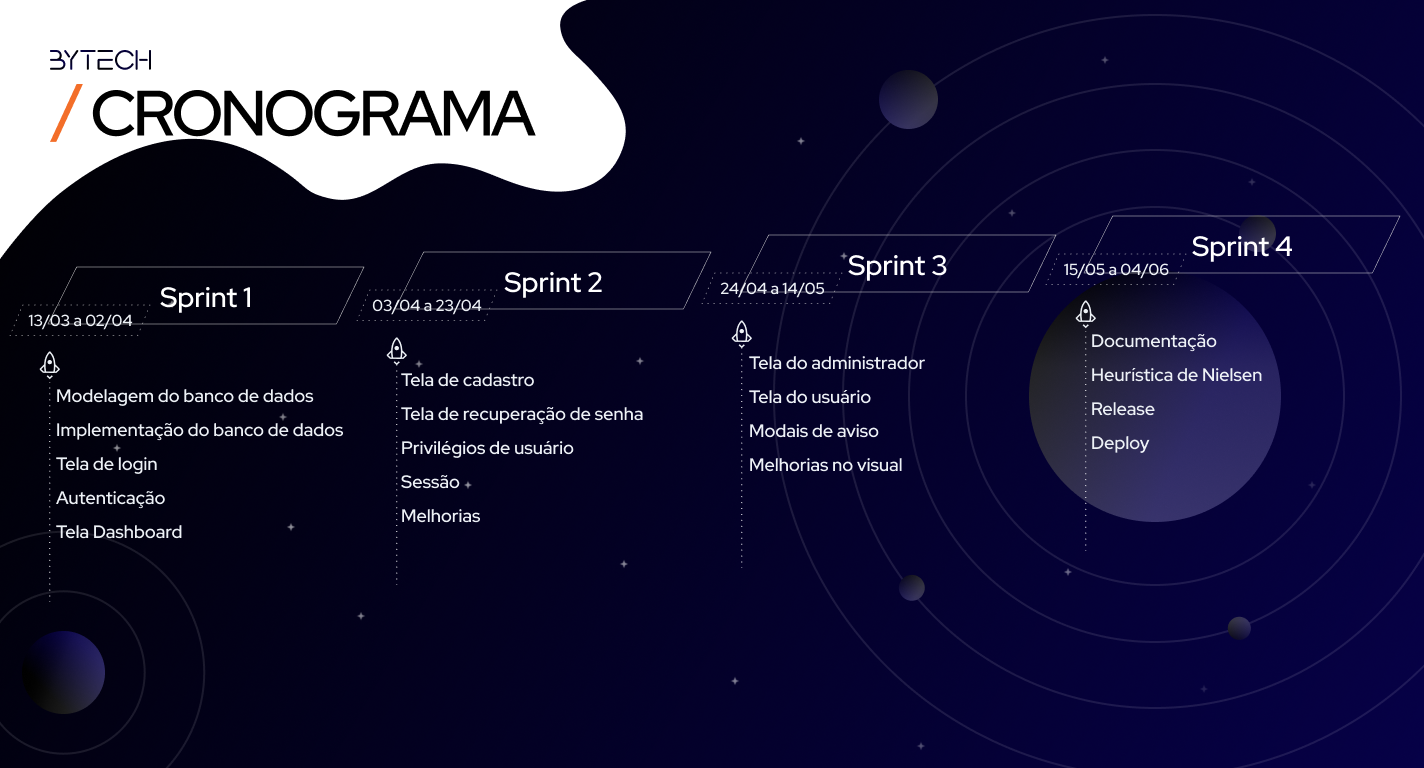 BYTECH
/ CRONOGRAMA
Sprint 1
13/03 a 02/04
Modelagem do banco de dados
Implementação do banco de dados
Tela de login
Autenticação
Tela Dashboard
Sprint 2
03/04 a 23/04
Tela de cadastro
Tela de recuperação de senha
Privilégios de usuário
Sessão
Melhorias
Sprint 3
24/04 a 14/05
Tela do administrador
Tela do usuário
Modais de aviso
Melhorias no visual
Sprint 4
15/05 a 04/06
Documentação
Heurística de Nielsen
Release
Deploy